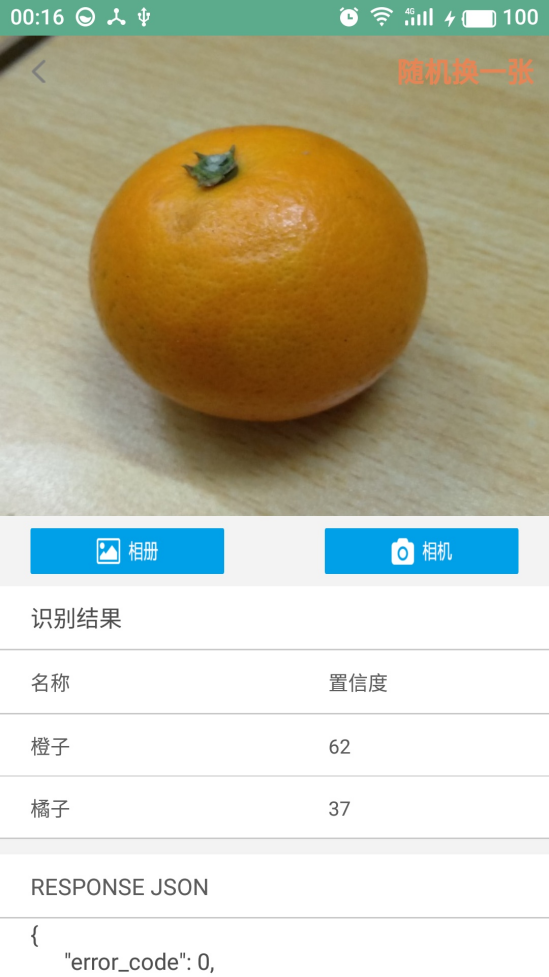 00:16 4G 100
随机换一张
相册 相机
识别结果
名称 置信度
橙子 62
橘子 37
RESPONSE JSON
{
"error_code": 0,